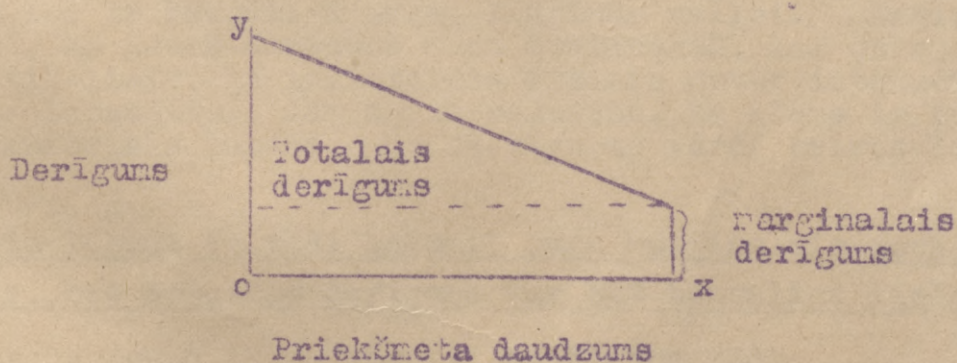 y
Derīgums
Totalais
derīgums
marginalais
derīgums
o
x
Priekšmeta daudzums